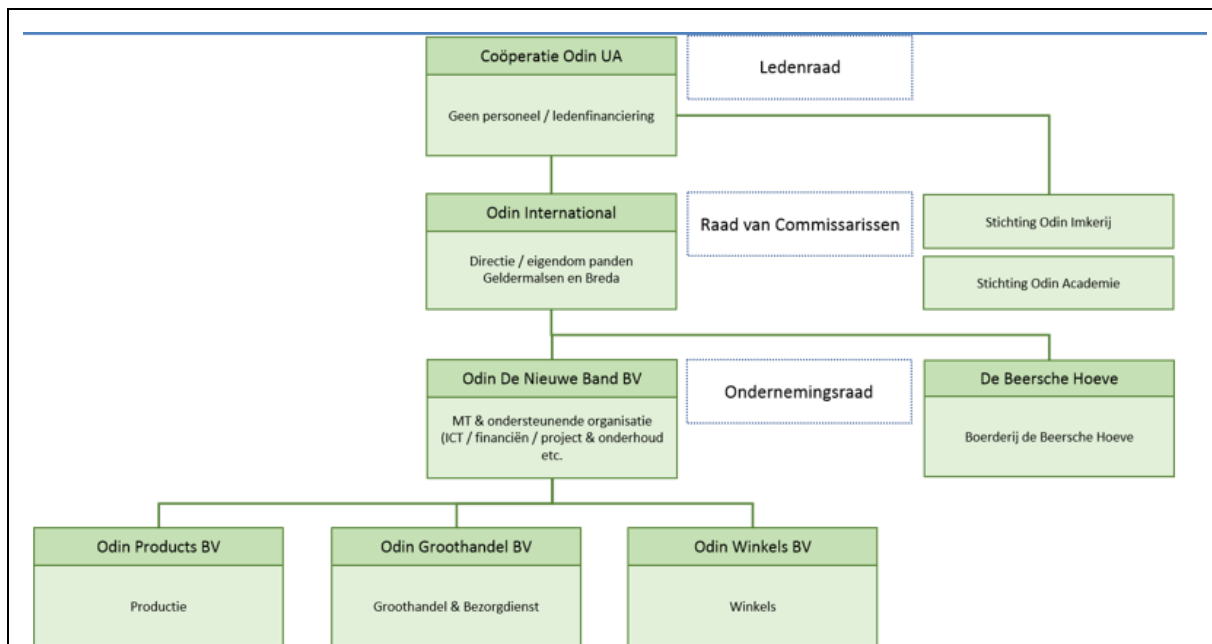 Coöperatie Odin UA
Geen personeel / ledenfinanciering
Ledenraad
Odin International
Directie / eigendom panden
Geldermalsen en Breda
Raad van Commissarissen
Stichting Odin Imkerij
Stichting Odin Academie
Odin De Nieuwe Band BV
MT & ondersteunende organisatie
(ICT / financiën / project & onderhoud
etc.
Ondernemingsraad
De Beersche Hoeve
Boerderij de Beersche Hoeve
Odin Products BV
Productie
Odin Groothandel BV
Groothandel & Bezorgdienst
Odin Winkels BV
Winkels